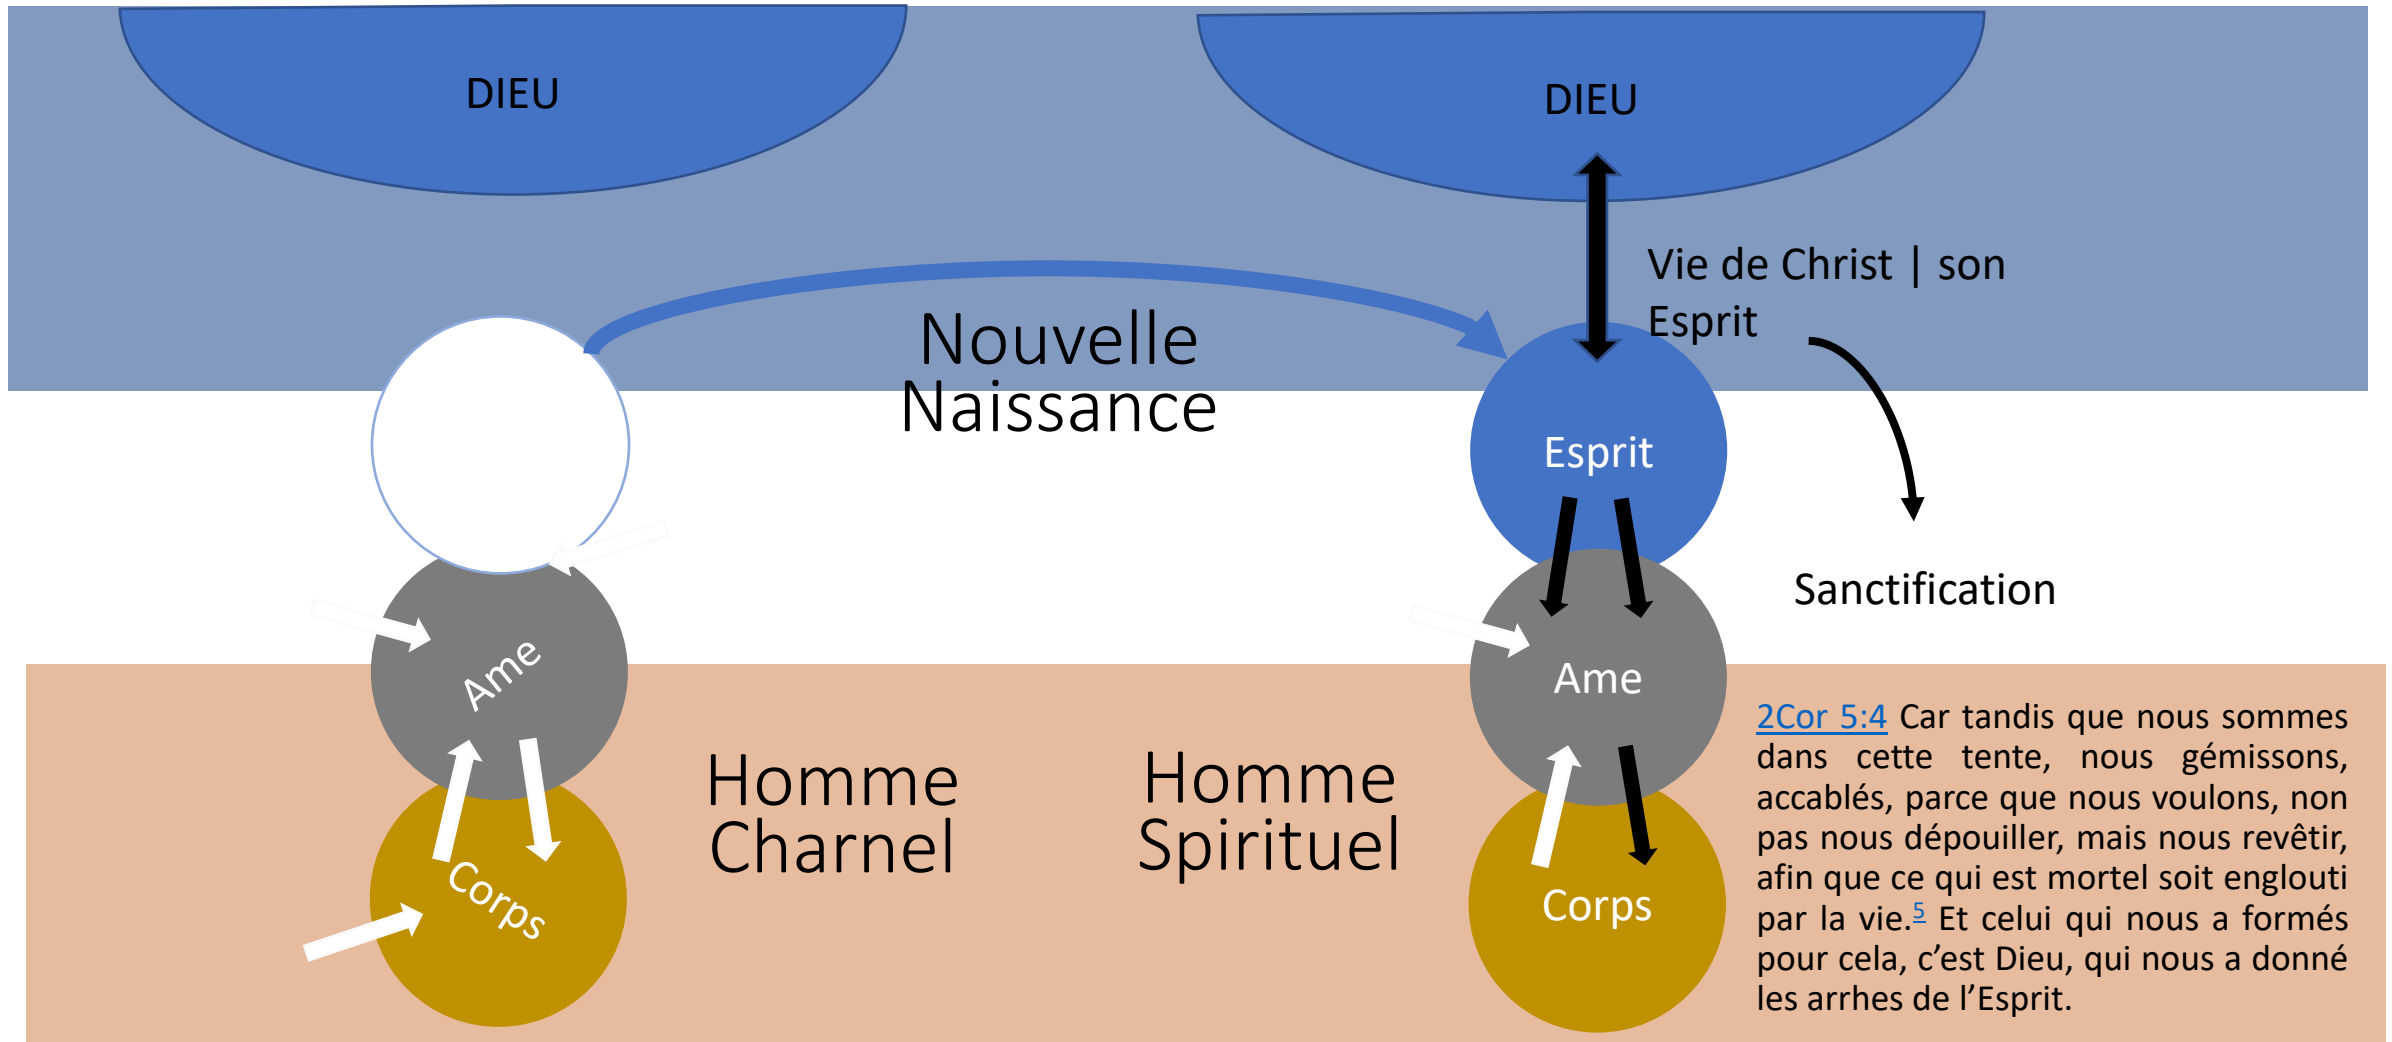 DIEU
DIEU
Vie de Christ | son
Esprit
Nouvelle
Naissance
Esprit
Sanctification
Ame
Ame
Homme
Charnel
Homme
Spirituel
Corps
Corps
2Cor 5:4 Car tandis que nous sommes
dans cette tente, nous gémissons,
accablés, parce que nous voulons, non
pas nous dépouiller, mais nous revêtir,
afin que ce qui est mortel soit englouti
par la vie.5 Et celui qui nous a formés
pour cela, c’est Dieu, qui nous a donné
les arrhes de l’Esprit.